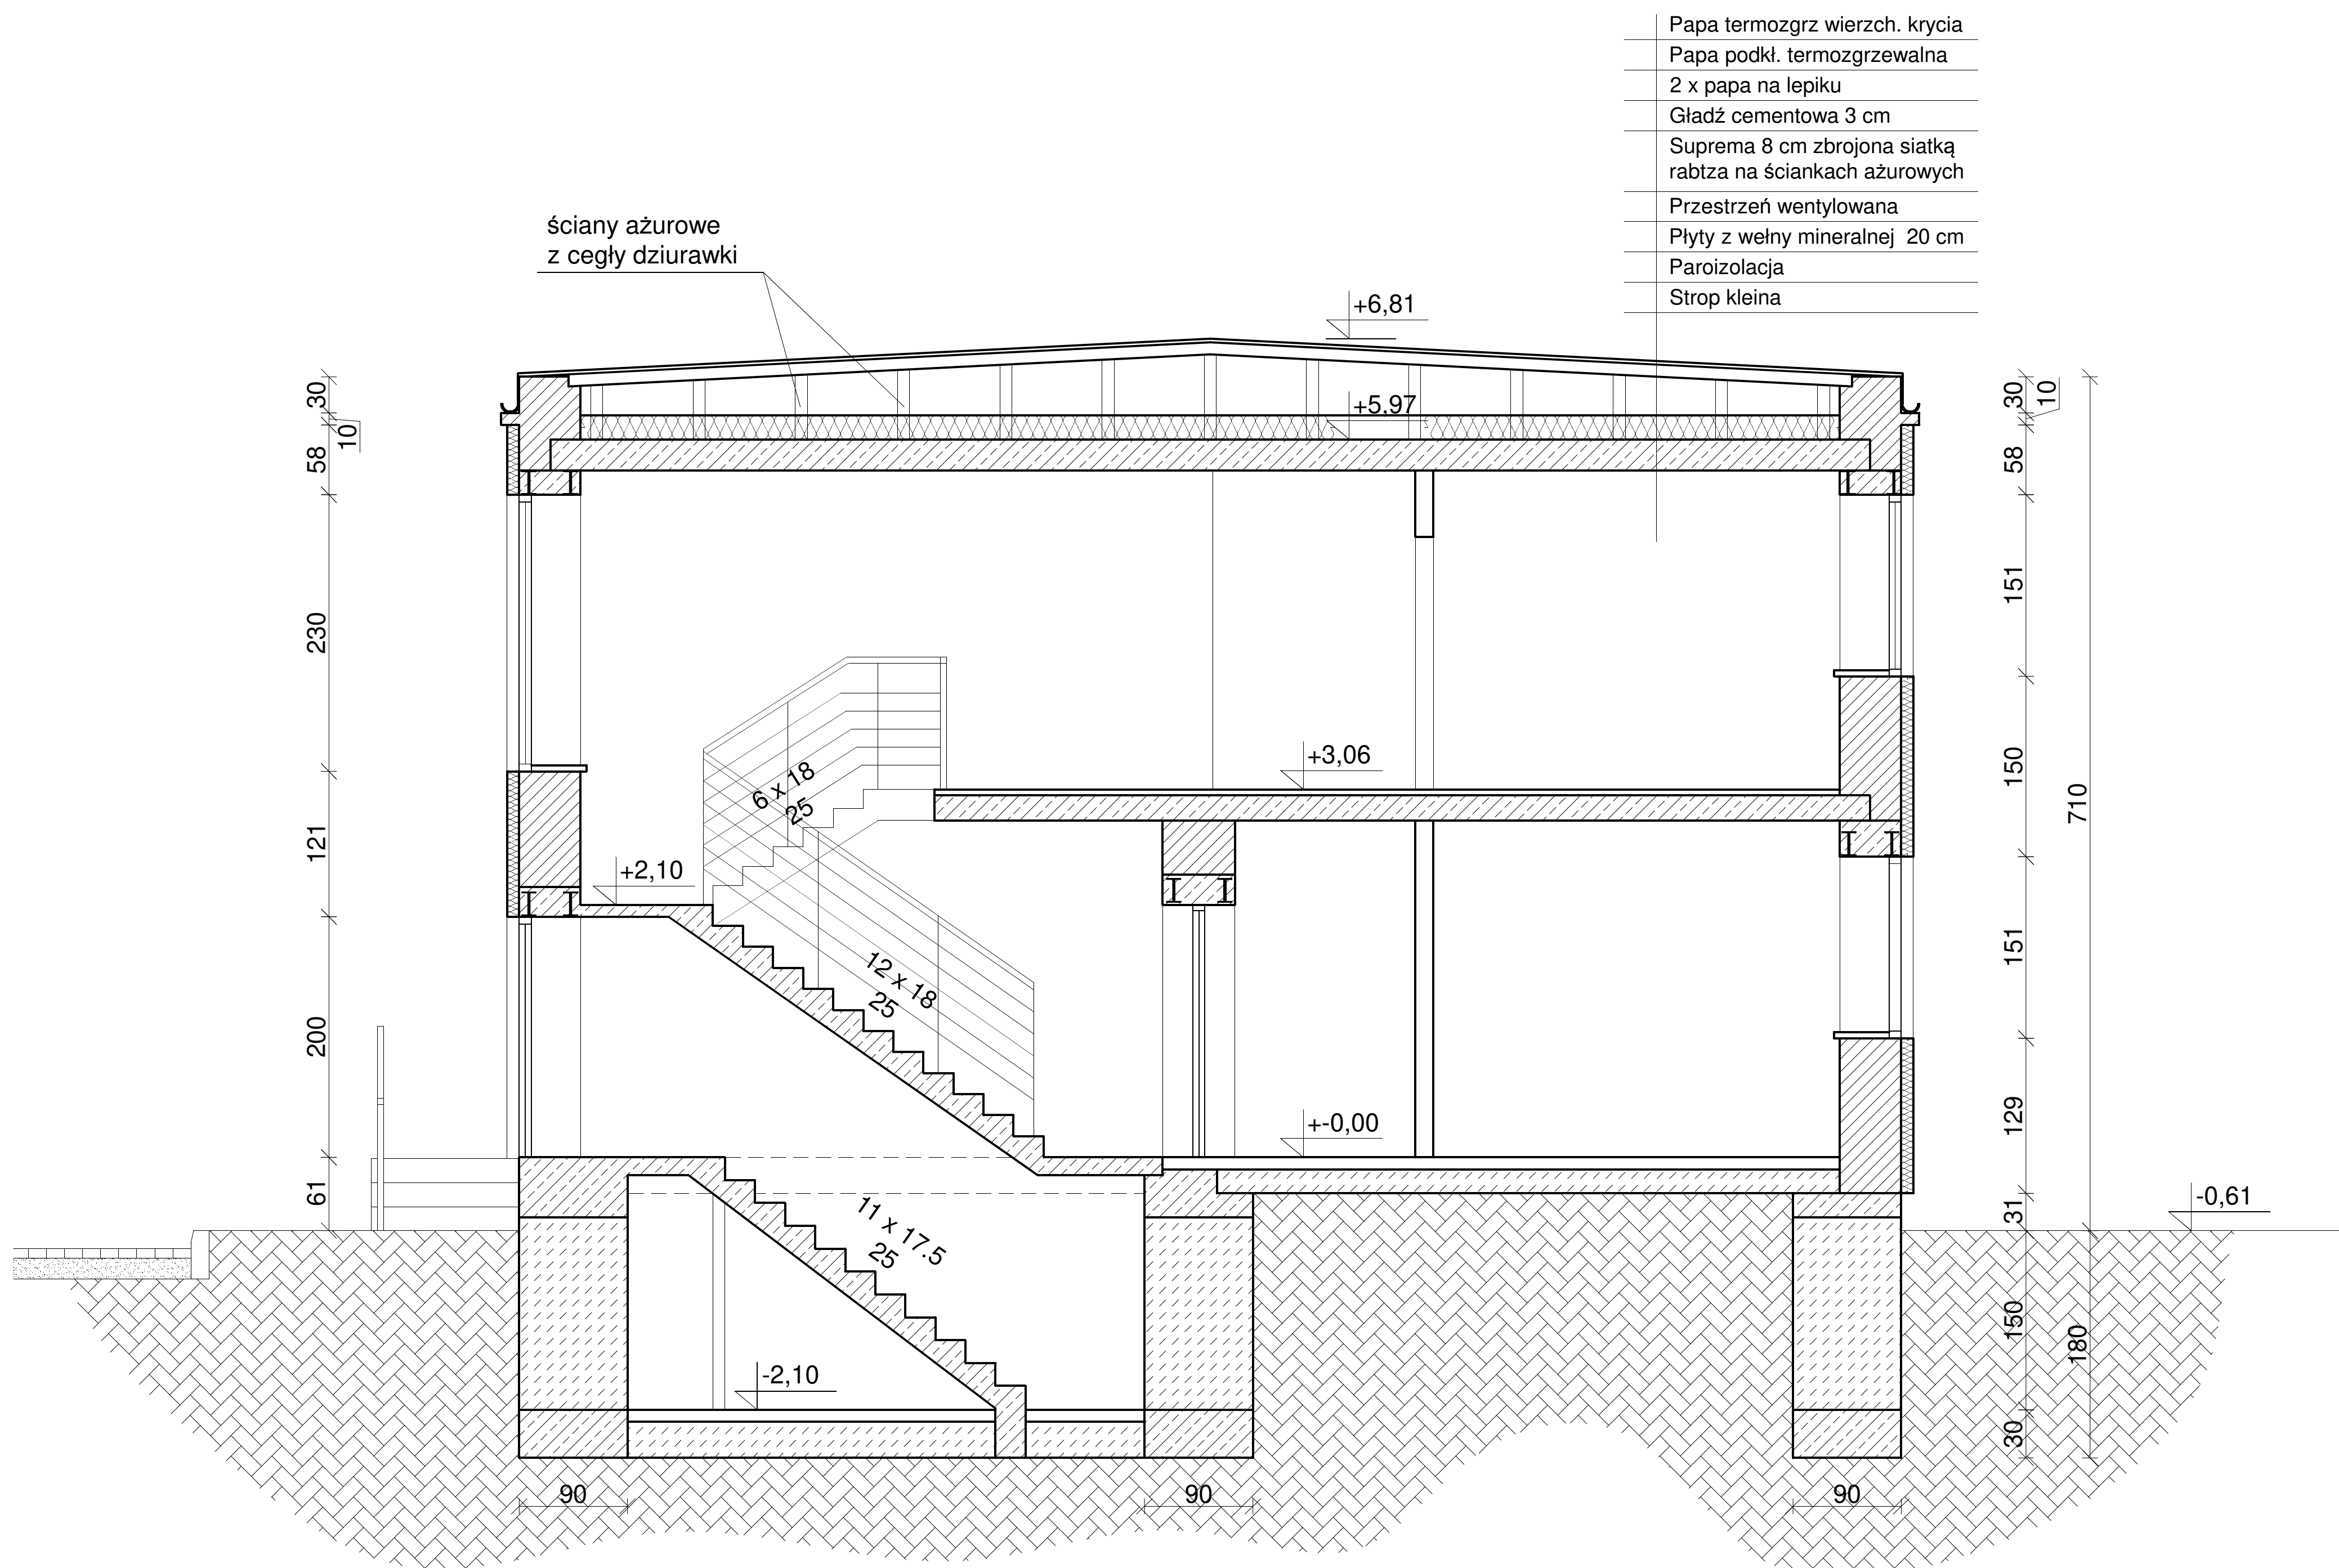 Papa termozgrz wierzch. krycia
Papa podkł. termozgrzewalna
2 x papa na lepiku
Gładź cementowa 3 cm
Suprema 8 cm zbrojona siatką
rabtza na ściankach ażurowych
Przestrzeń wentylowana
Płyty z wełny mineralnej 20 cm
Paroizolacja
Strop kleina
ściany ażurowe
z cegły dziurawki
+6,81
+5,97
+3,06
+2,10
+-0,00
-0,61
-2,10
6 x 18
25
12 x 18
25
11 x 17.5
25
30
10
58
230
121
200
61
30
10
58
151
150
151
129
31
150
30
710
180
90
90
90